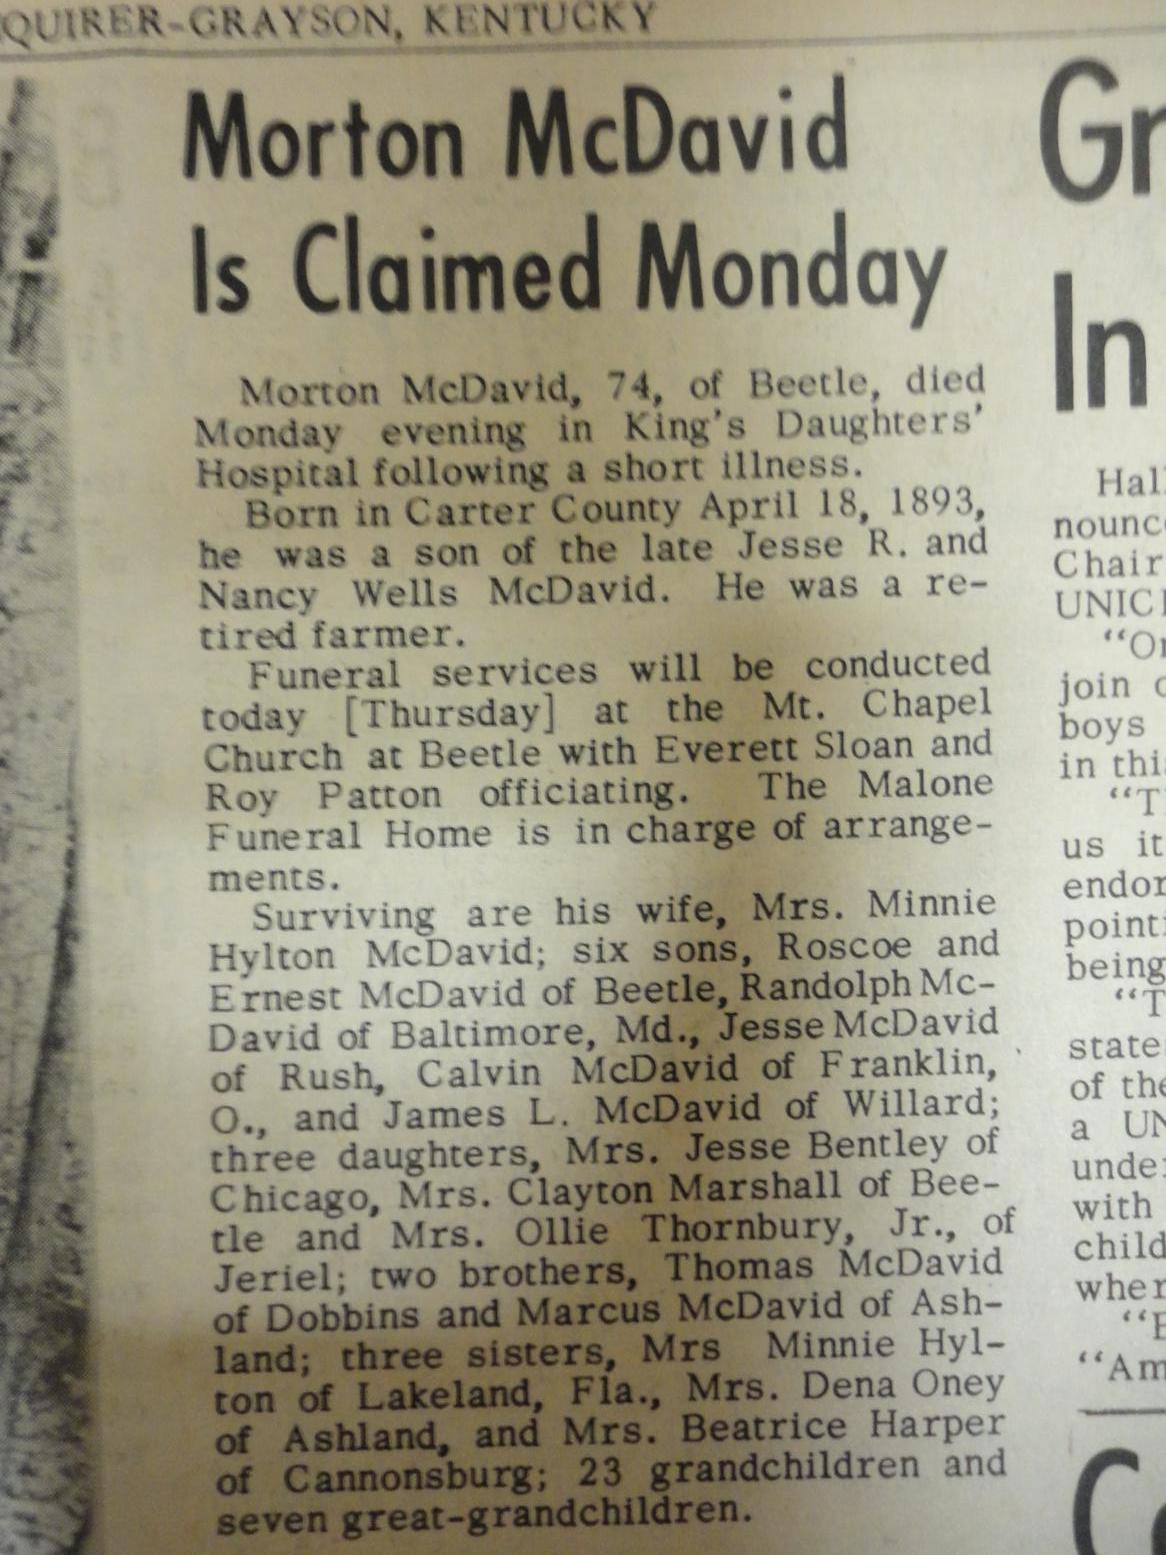 QUIRER-GRAYSON, KENTUCKY
Morton McDavid
Is Claimed Monday
Morton McDavid, 74, of Beetle, died
Monday evening in King's Daughters'
Hospital following a short illness.
Born in Carter County April 18, 1893,
he was a son of the late Jesse R. and
Nancy Wells McDavid. He was a re-
tired farmer.
Funeral services will be conducted
today [Thursday] at the Mt. Chapel
Church at Beetle with Everett Sloan and
Roy Patton officiating. The Malone
Funeral Home is in charge of arrange-
ments.
Surviving are his wife, Mrs. Minnie
Hylton McDavid; six sons, Roscoe and
Ernest McDavid of Beetle, Randolph Mc-
David of Baltimore, Md., Jesse McDavid
of Rush, Calvin McDavid of Franklin,
O., and James L. McDavid of Willard;
three daughters, Mrs. Jesse Bentley of
Chicago, Mrs. Clayton Marshall of Bee-
tle and Mrs. Ollie Thornbury, Jr., of
Jeriel; two brothers, Thomas McDavid
of Dobbins and Marcus McDavid of Ash-
land; three sisters, Mrs Minnie Hyl-
ton of Lakeland, Fla., Mrs. Dena Oney
of Ashland, and Mrs. Beatrice Harper
of Cannonsburg; 23 grandchildren and
seven great-grandchildren.
Gr
In
Hall
nounc
Chair
UNICE
"Or
join
boys
in thi
"T
us it
endor
point
being
"T
state
of the
a UN
unde
with
child
wher
"E
"Am